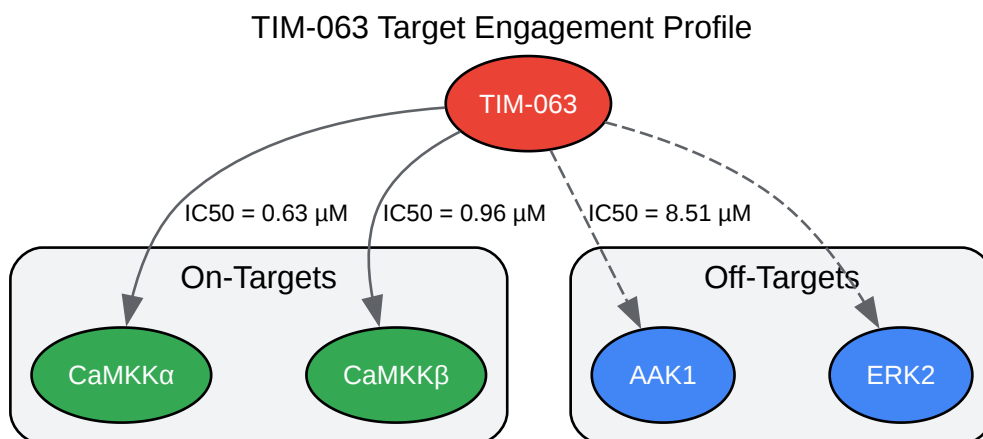 TIM-063 Target Engagement Profile
TIM-063
IC50 = 0.63 µM
IC50 = 0.96 µM
IC50 = 8.51 µM
On-Targets
Off-Targets
CaMKKα
CaMKKβ
AAK1
ERK2